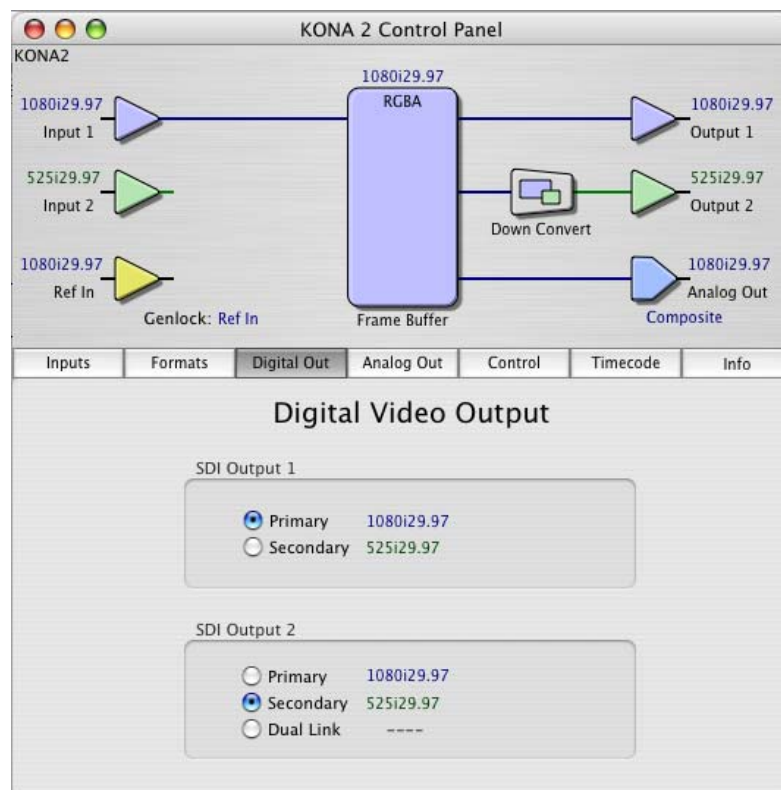 KONA 2 Control Panel
KONA2
1080i29.97
RGBA
1080i29.97
Input 1
1080i29.97
Output 1
525i29.97
Input 2
525i29.97
Output 2
Down Convert
1080i29.97
Ref In
1080i29.97
Analog Out
Genlock: Ref In
Frame Buffer
Composite
Inputs Formats Digital Out Analog Out Control Timecode Info
Digital Video Output
SDI Output 1
Primary 1080i29.97
Secondary 525i29.97
SDI Output 2
Primary 1080i29.97
Secondary 525i29.97
Dual Link ----